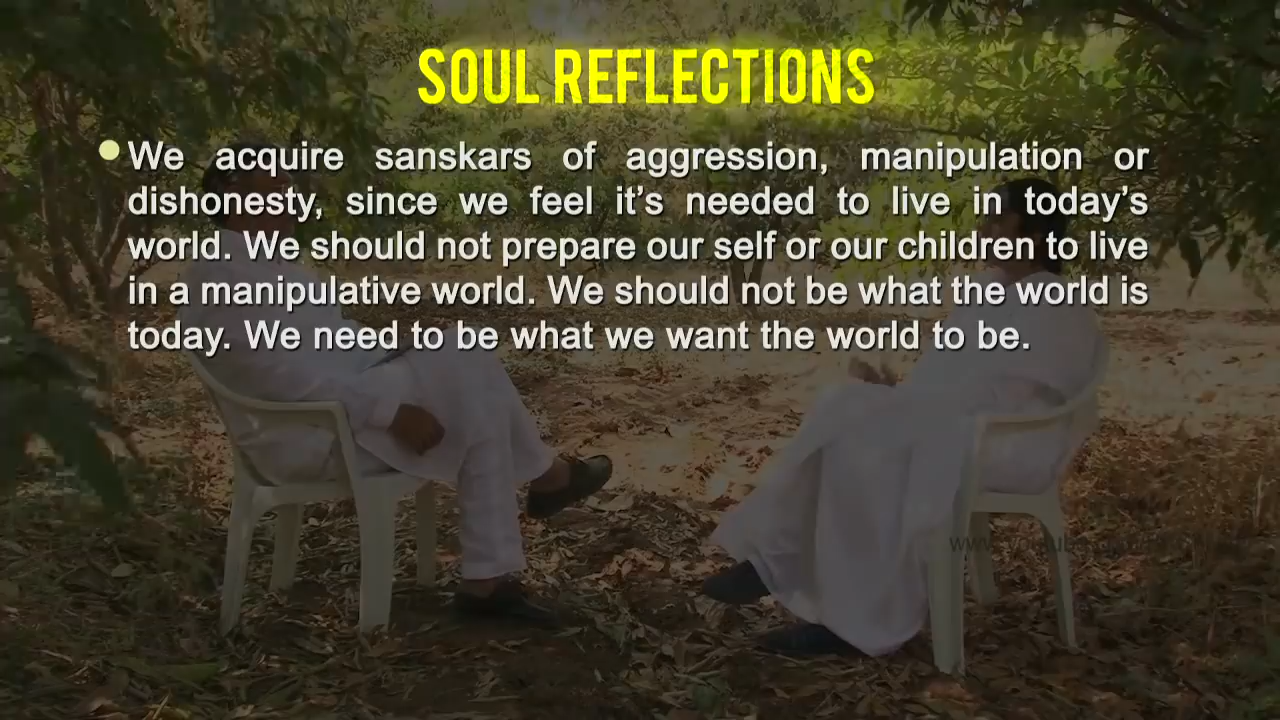 SOUL REFLECTIONS
We acquire sanskars of aggression, manipulation or
dishonesty, since we feel it's needed to live in today's
world. We should not prepare our self or our children to live
in a manipulative world. We should not be what the world is
today. We need to be what we want the world to be.